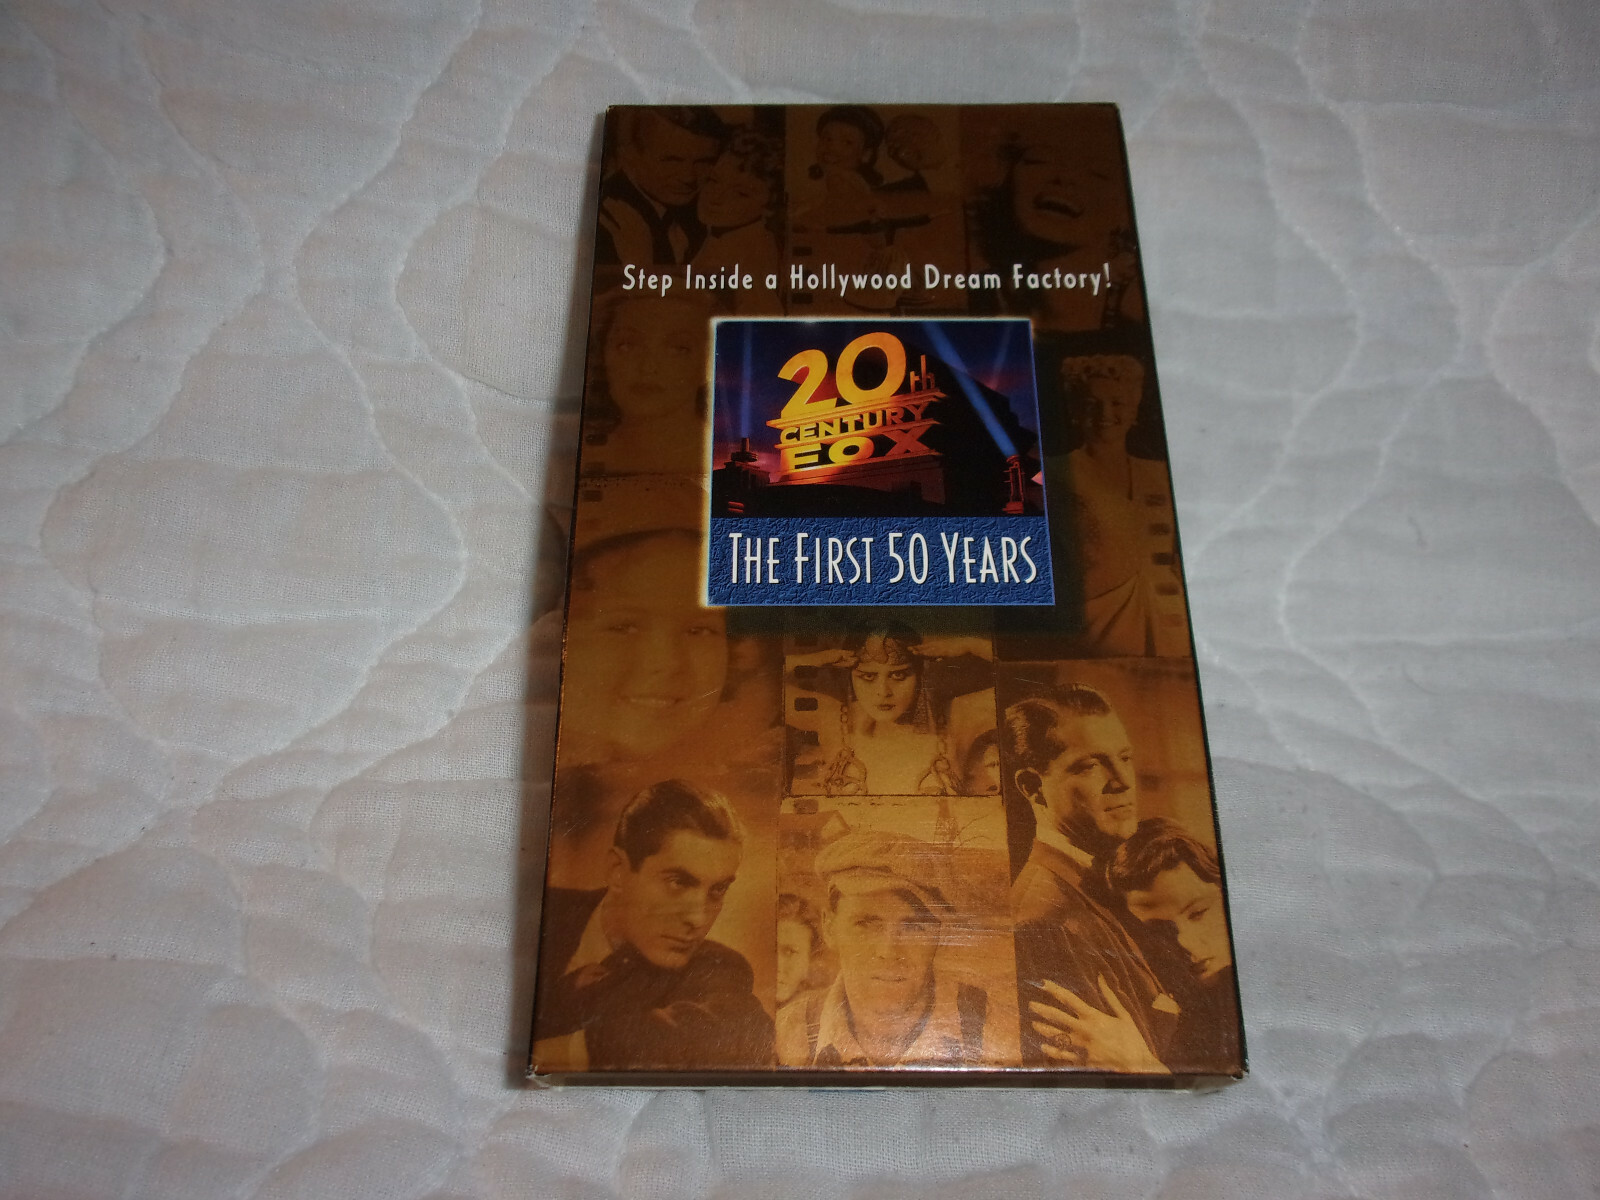 Step Inside a Hollywood Dream Factory!
20th
CENTURY
FOX
THE FIRST 50 YEARS